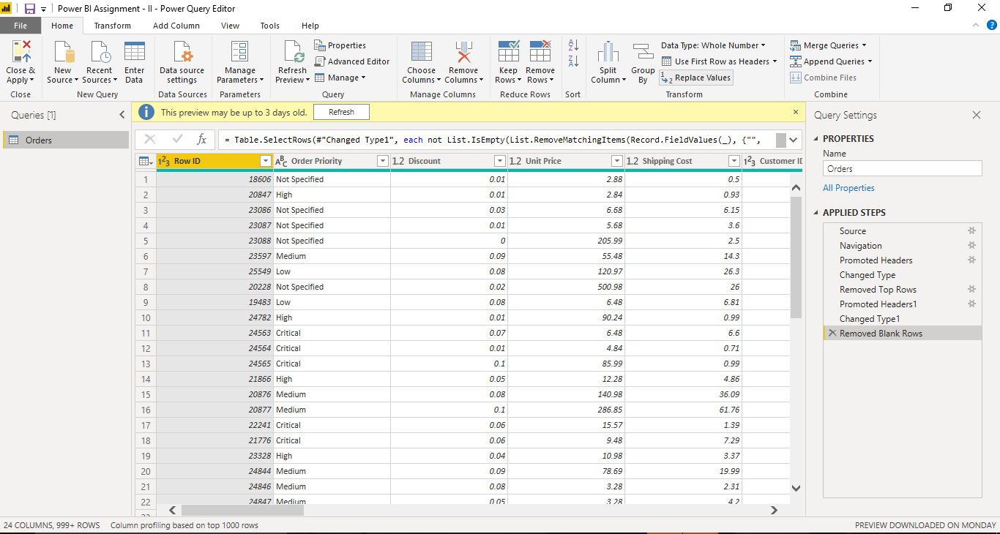 Power BI Assignment - II - Power Query Editor
File Home Transform Add Column View Tools Help
Close & Apply
Close
New Source
Recent Sources
Enter Data
New Query
Data source settings
Data Sources
Manage Parameters
Parameters
Refresh Preview
Properties
Advanced Editor
Manage
Query
Choose Columns
Remove Columns
Manage Columns
Keep Rows
Remove Rows
Reduce Rows
Sort
Split Column
Group By
Data Type: Whole Number
Use First Row as Headers
Replace Values
Transform
Merge Queries
Append Queries
Combine Files
Combine
Queries [1]
Orders
This preview may be up to 3 days old. Refresh
= Table.SelectRows(#"Changed Type1", each not List.IsEmpty(List.RemoveMatchingItems(Record.FieldValues(_), {"",
Row ID Order Priority 1.2 Discount 1.2 Unit Price 1.2 Shipping Cost Customer ID
1 18606 Not Specified 0.01 2.88 0.5
2 20847 High 0.01 2.84 0.93
3 23086 Not Specified 0.03 6.68 6.15
4 23087 Not Specified 0.01 5.68 3.6
5 23088 Not Specified 0 205.99 2.5
6 23597 Medium 0.09 55.48 14.3
7 25549 Low 0.08 120.97 26.3
8 20228 Not Specified 0.02 500.98 26
9 19483 Low 0.08 6.48 6.81
10 24782 High 0.01 90.24 0.99
11 24563 Critical 0.07 6.48 6.6
12 24564 Critical 0.01 4.84 0.71
13 24565 Critical 0.1 85.99 0.99
14 21866 High 0.05 12.28 4.86
15 20876 Medium 0.08 140.98 36.09
16 20877 Medium 0.1 286.85 61.76
17 22241 Critical 0.06 15.57 1.39
18 21776 Critical 0.06 9.48 7.29
19 23328 High 0.04 10.98 3.37
20 24844 Medium 0.09 78.69 19.99
21 24846 Medium 0.08 3.28 2.31
22 24847 Medium 0.05 3.28 4.2
Query Settings
PROPERTIES
Name
Orders
All Properties
APPLIED STEPS
Source
Navigation
Promoted Headers
Changed Type
Removed Top Rows
Promoted Headers1
Changed Type1
Removed Blank Rows
24 COLUMNS, 999+ ROWS Column profiling based on top 1000 rows PREVIEW DOWNLOADED ON MONDAY